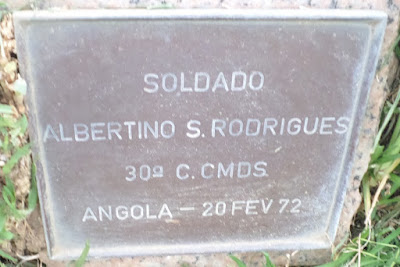 SOLDADO
ALBERTINO S. RODRIGUES
30ª C. CMDS.
ANGOLA — 20 FEV 72